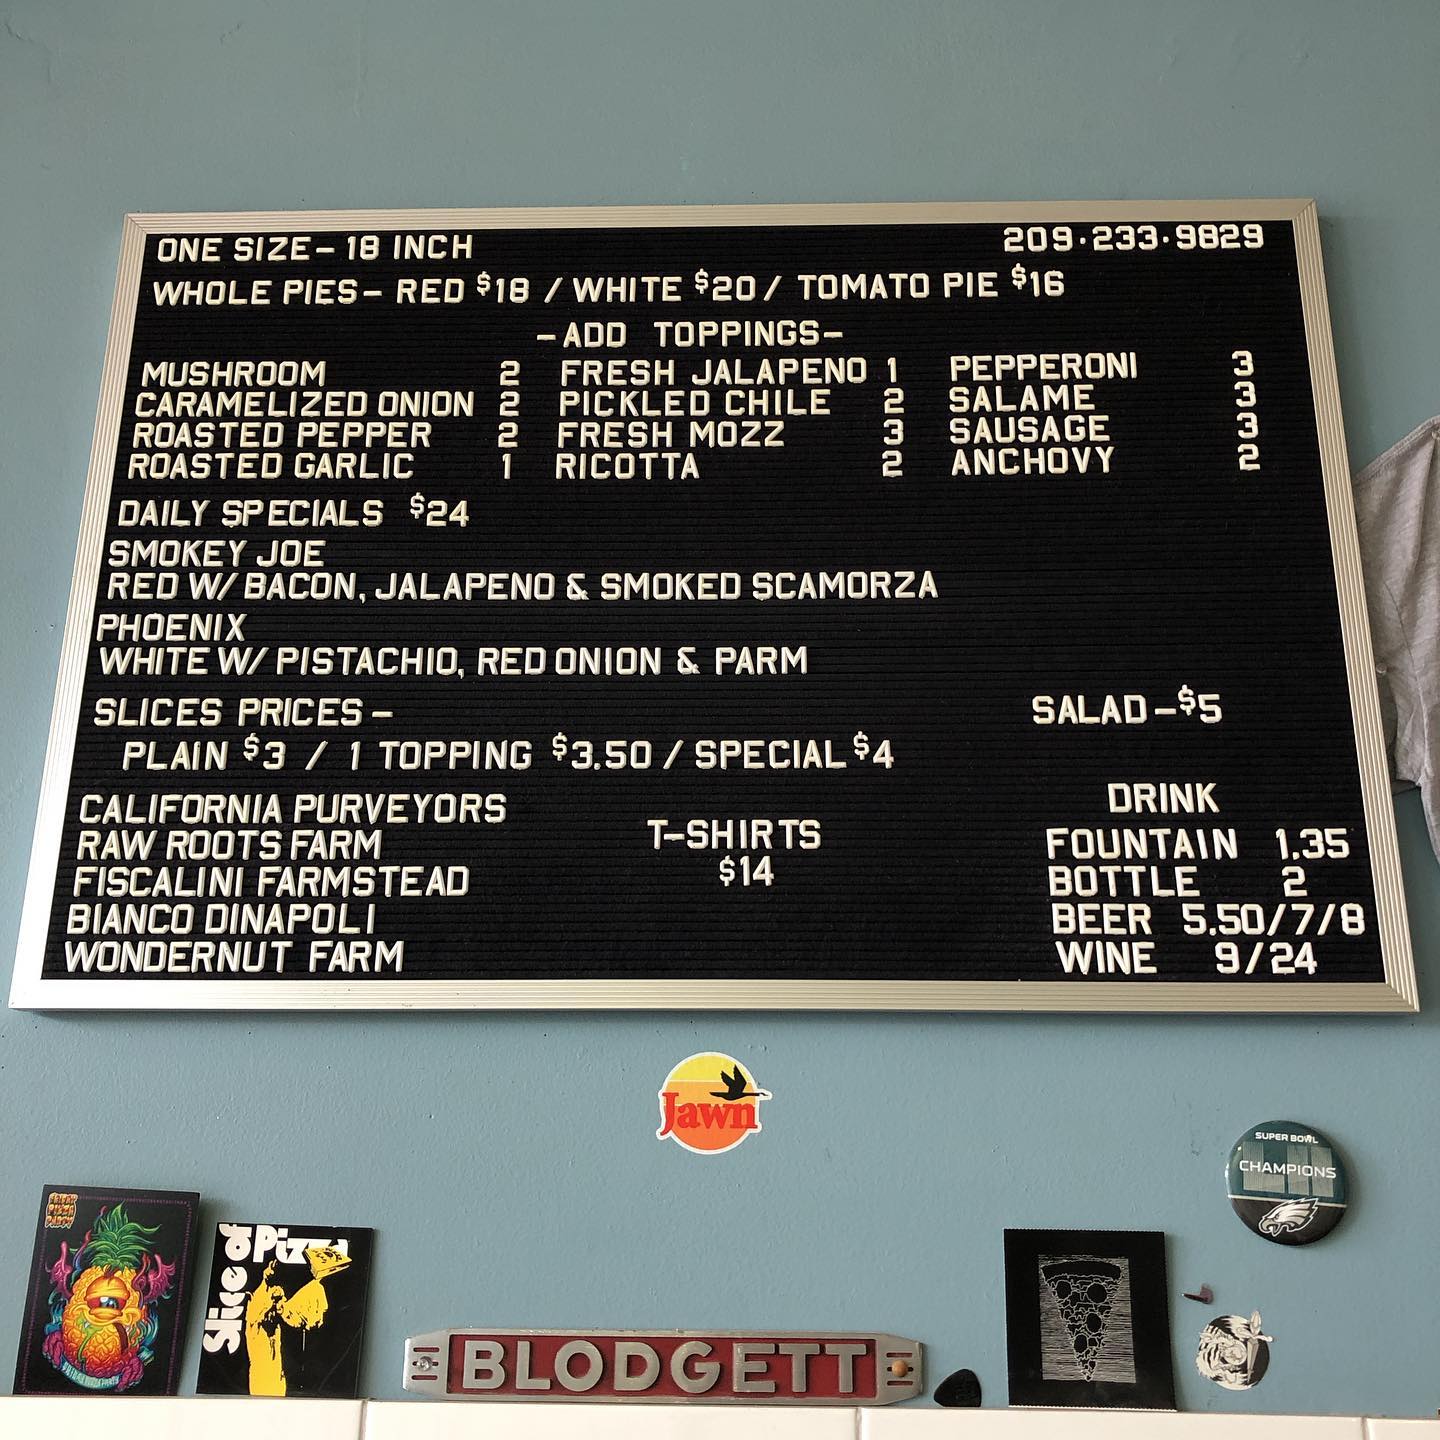 ONE SIZE - 18 INCH 209·233·9829
WHOLE PIES - RED $18 / WHITE $20 / TOMATO PIE $16
- ADD TOPPINGS -
MUSHROOM 2 FRESH JALAPENO 1 PEPPERONI 3
CARAMELIZED ONION 2 PICKLED CHILE 2 SALAME 3
ROASTED PEPPER 2 FRESH MOZZ 3 SAUSAGE 3
ROASTED GARLIC 1 RICOTTA 2 ANCHOVY 2
DAILY SPECIALS $24
SMOKEY JOE
RED W/ BACON, JALAPENO & SMOKED SCAMORZA
PHOENIX
WHITE W/ PISTACHIO, RED ONION & PARM
SLICES PRICES - SALAD - $5
PLAIN $3 / 1 TOPPING $3.50 / SPECIAL $4
CALIFORNIA PURVEYORS
RAW ROOTS FARM
FISCALINI FARMSTEAD
BIANCO DINAPOLI
WONDERNUT FARM
T-SHIRTS
$14
DRINK
FOUNTAIN 1.35
BOTTLE 2
BEER 5.50/7/8
WINE 9/24
Jawn
SUPER BOWL
CHAMPIONS
PIZZA
PARTY
Slice of Pizza
BLODGETT